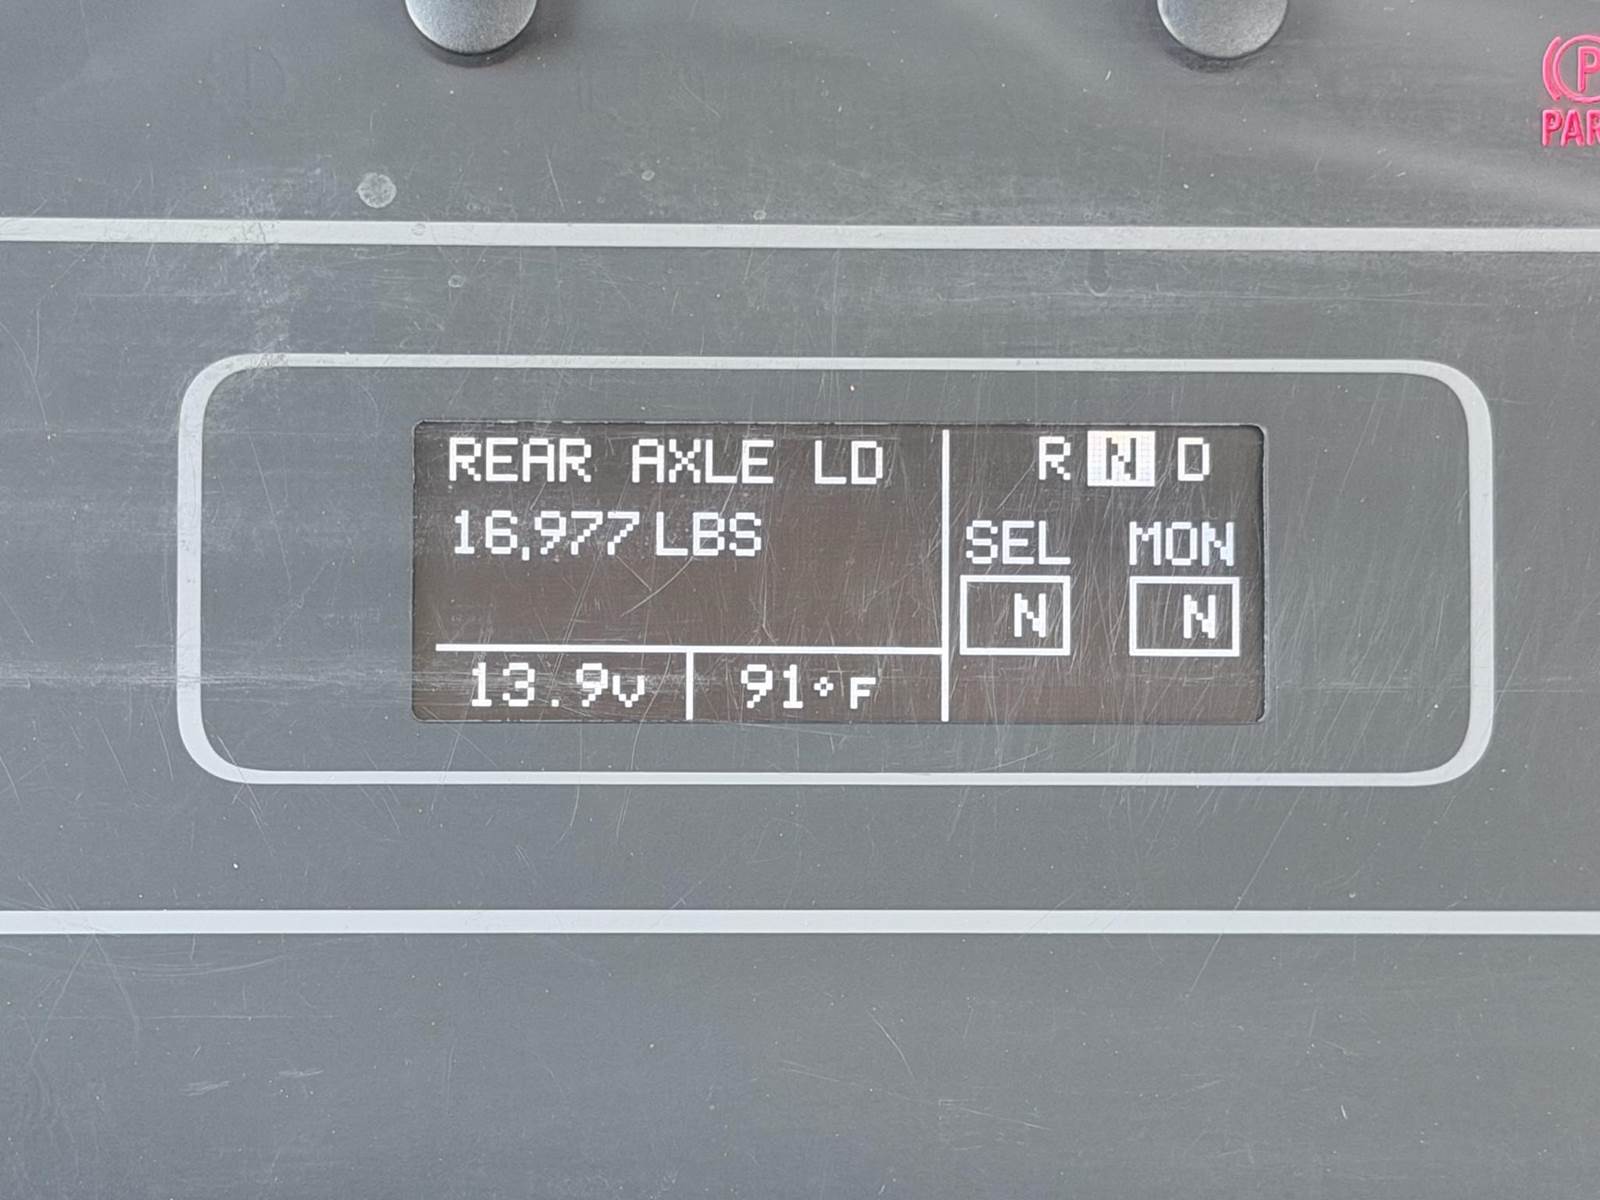 REAR AXLE LD
16,977 LBS
13.9V
91°F
R N D
SEL MON
N N
P